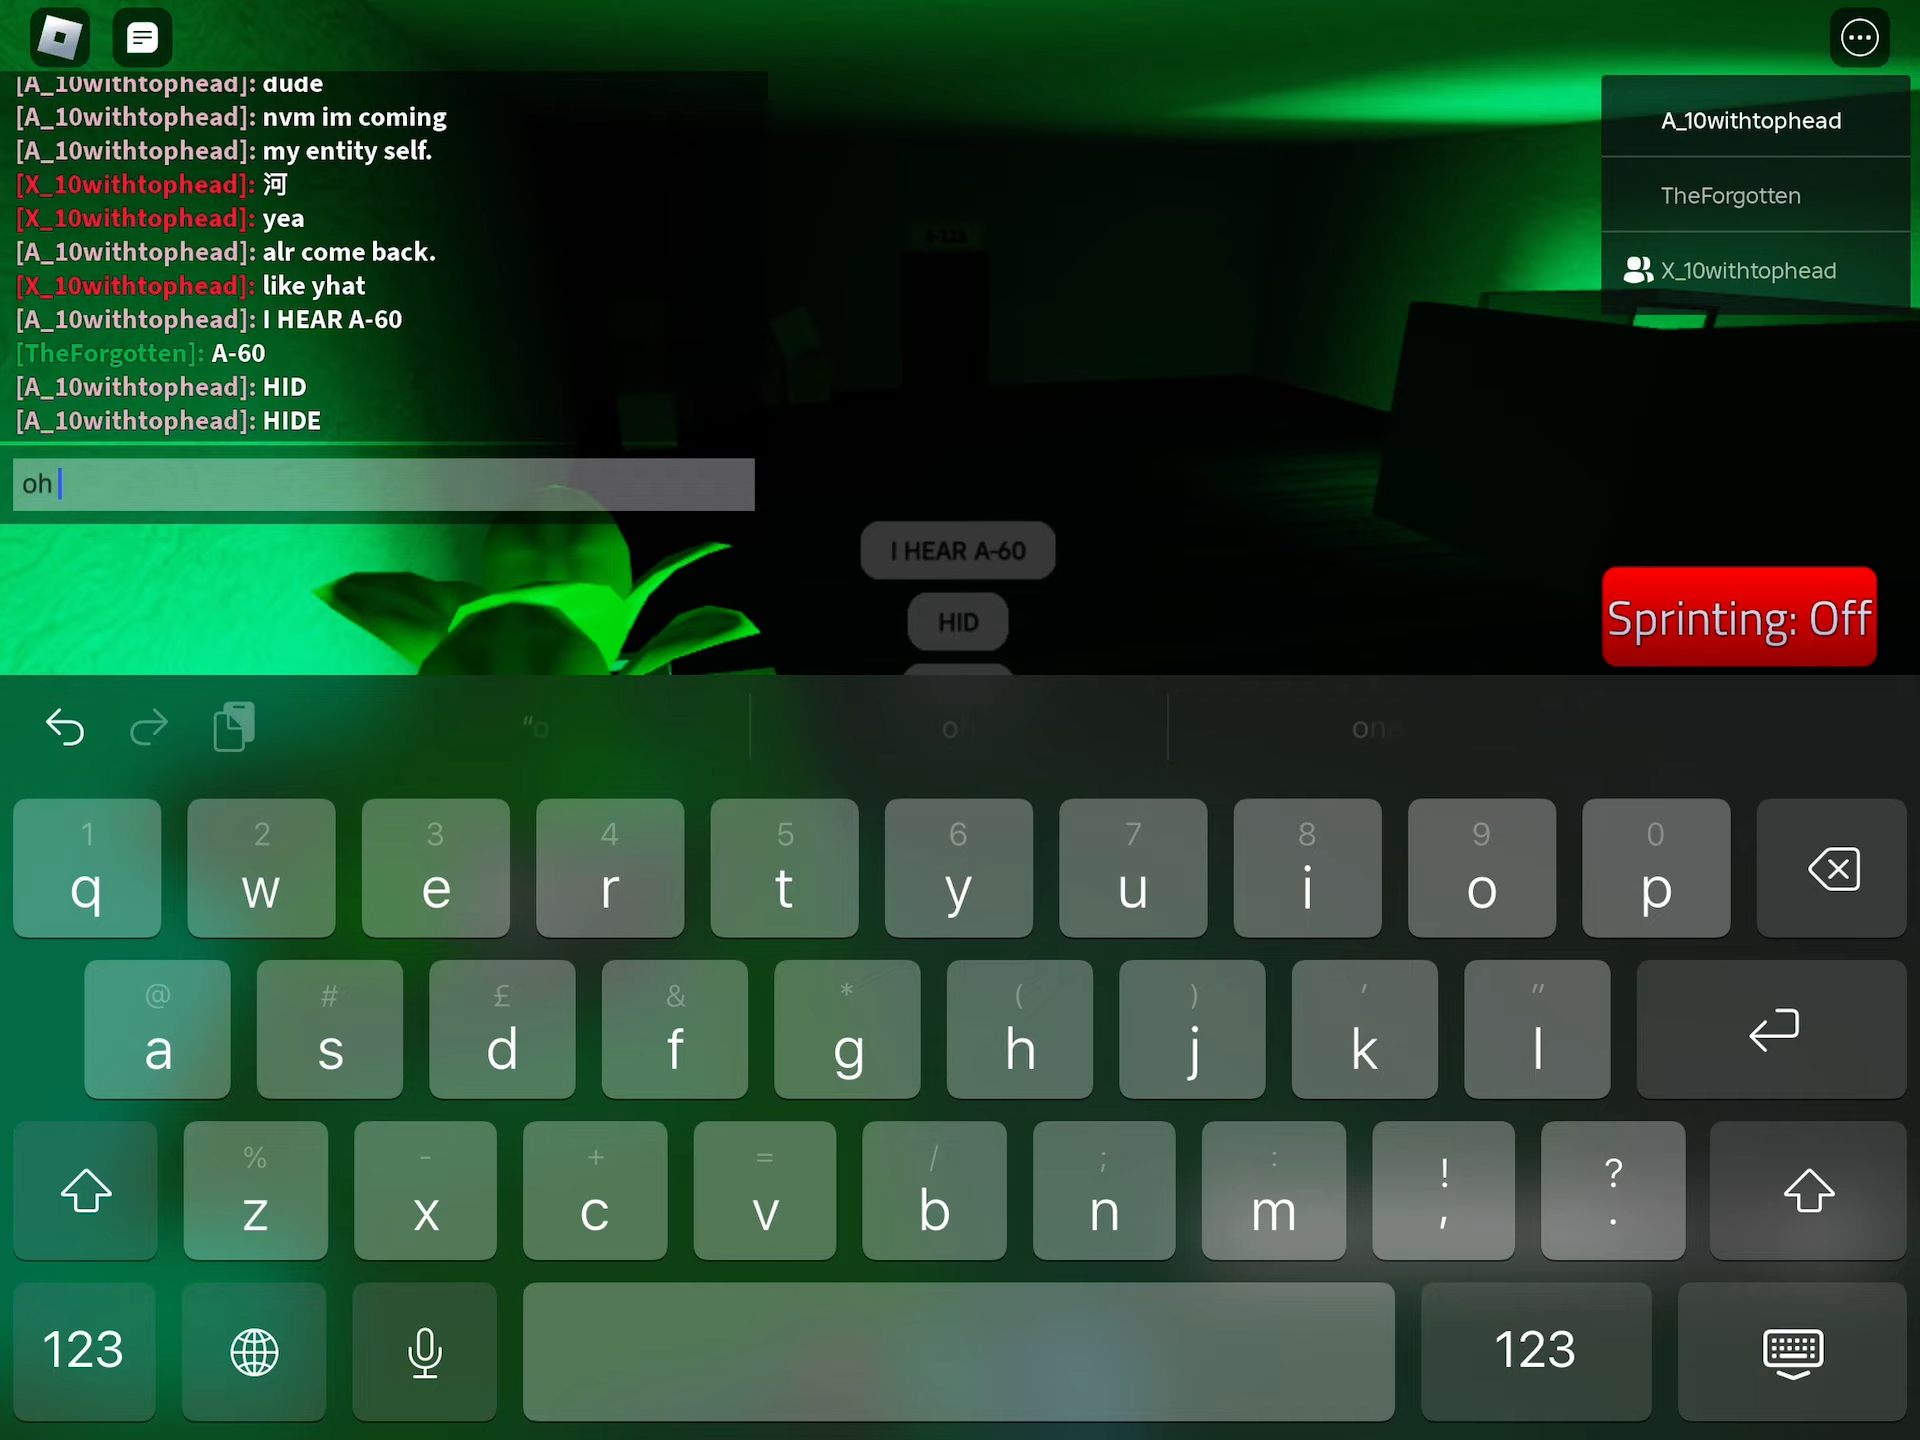 [A_10withtophead]: dude
[A_10withtophead]: nvm im coming
[A_10withtophead]: my entity self.
[X_10withtophead]: 河
[X_10withtophead]: yea
[A_10withtophead]: alr come back.
[X_10withtophead]: like yhat
[A_10withtophead]: I HEAR A-60
[TheForgotten]: A-60
[A_10withtophead]: HID
[A_10withtophead]: HIDE
oh
A_10withtophead
TheForgotten
X_10withtophead
I HEAR A-60
HID
Sprinting: Off
“o oh one
1 2 3 4 5 6 7 8 9 0
q w e r t y u i o p
@ # £ & * ( ) ' "
a s d f g h j k l
% - + = / ; : ! ?
z x c v b n m , .
123 123